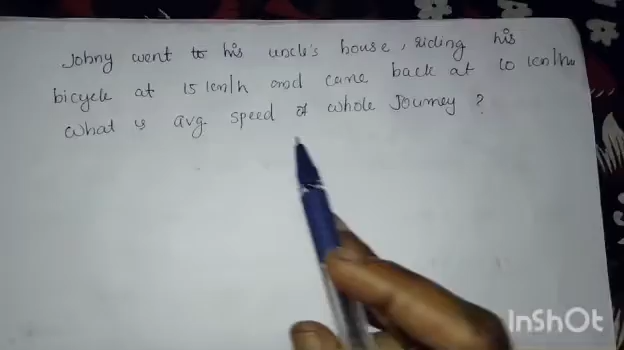 Johny went to his uncle's house, riding his
bicycle at 15 km/h and came back at 10 km/h
what is avg. speed of whole Journey ?
InShOt